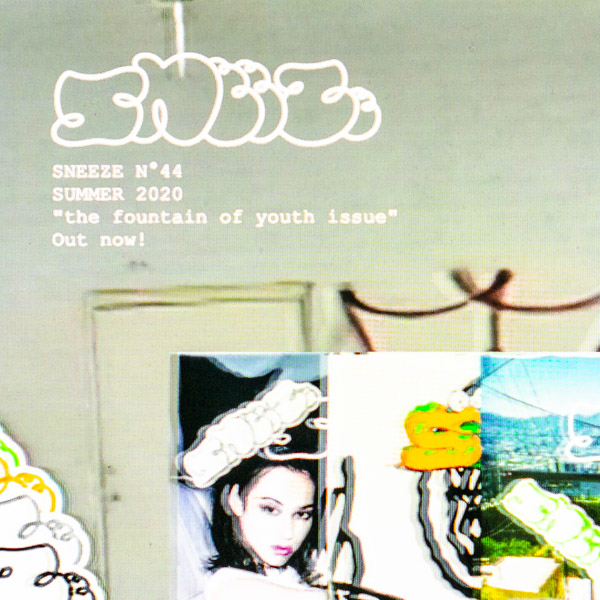 SNEEZE
SNEEZE N°44
SUMMER 2020
"the fountain of youth issue"
Out now!